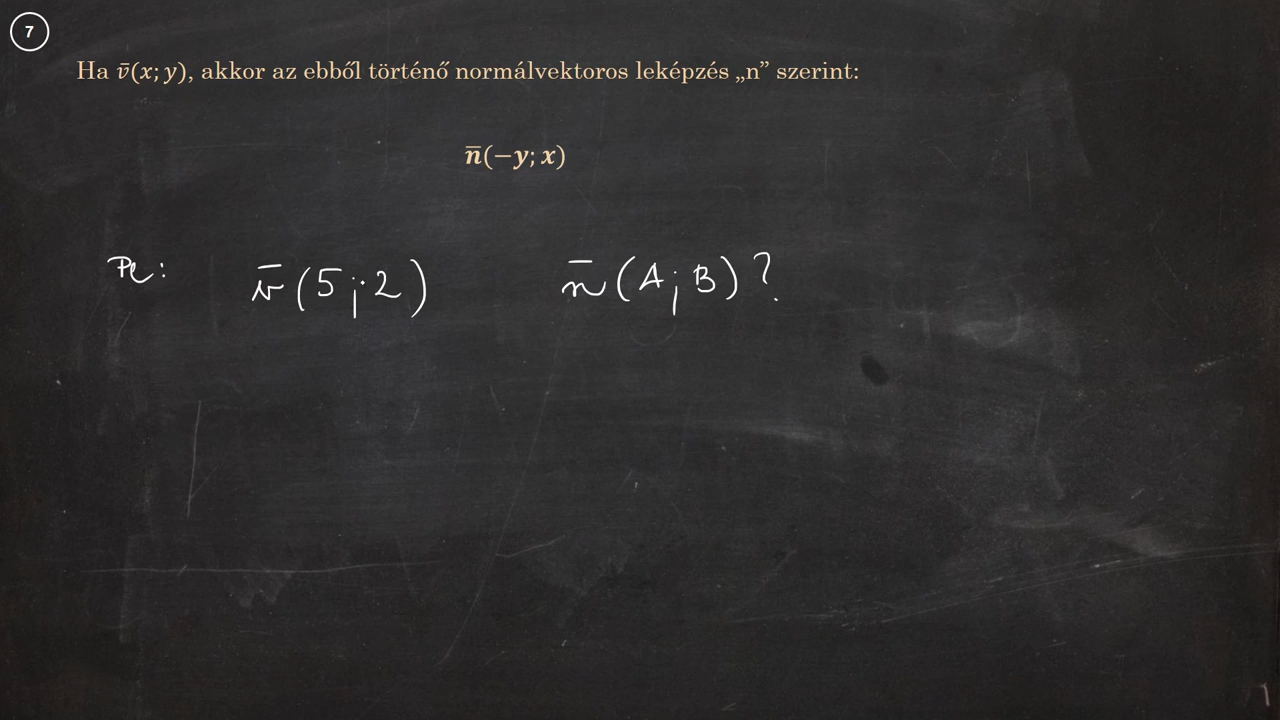 7
Ha v̄(x; y), akkor az ebből történő normálvektoros leképzés „n” szerint:
n̄(−y; x)
Pl: v̄(5;2) n̄(A;B)?